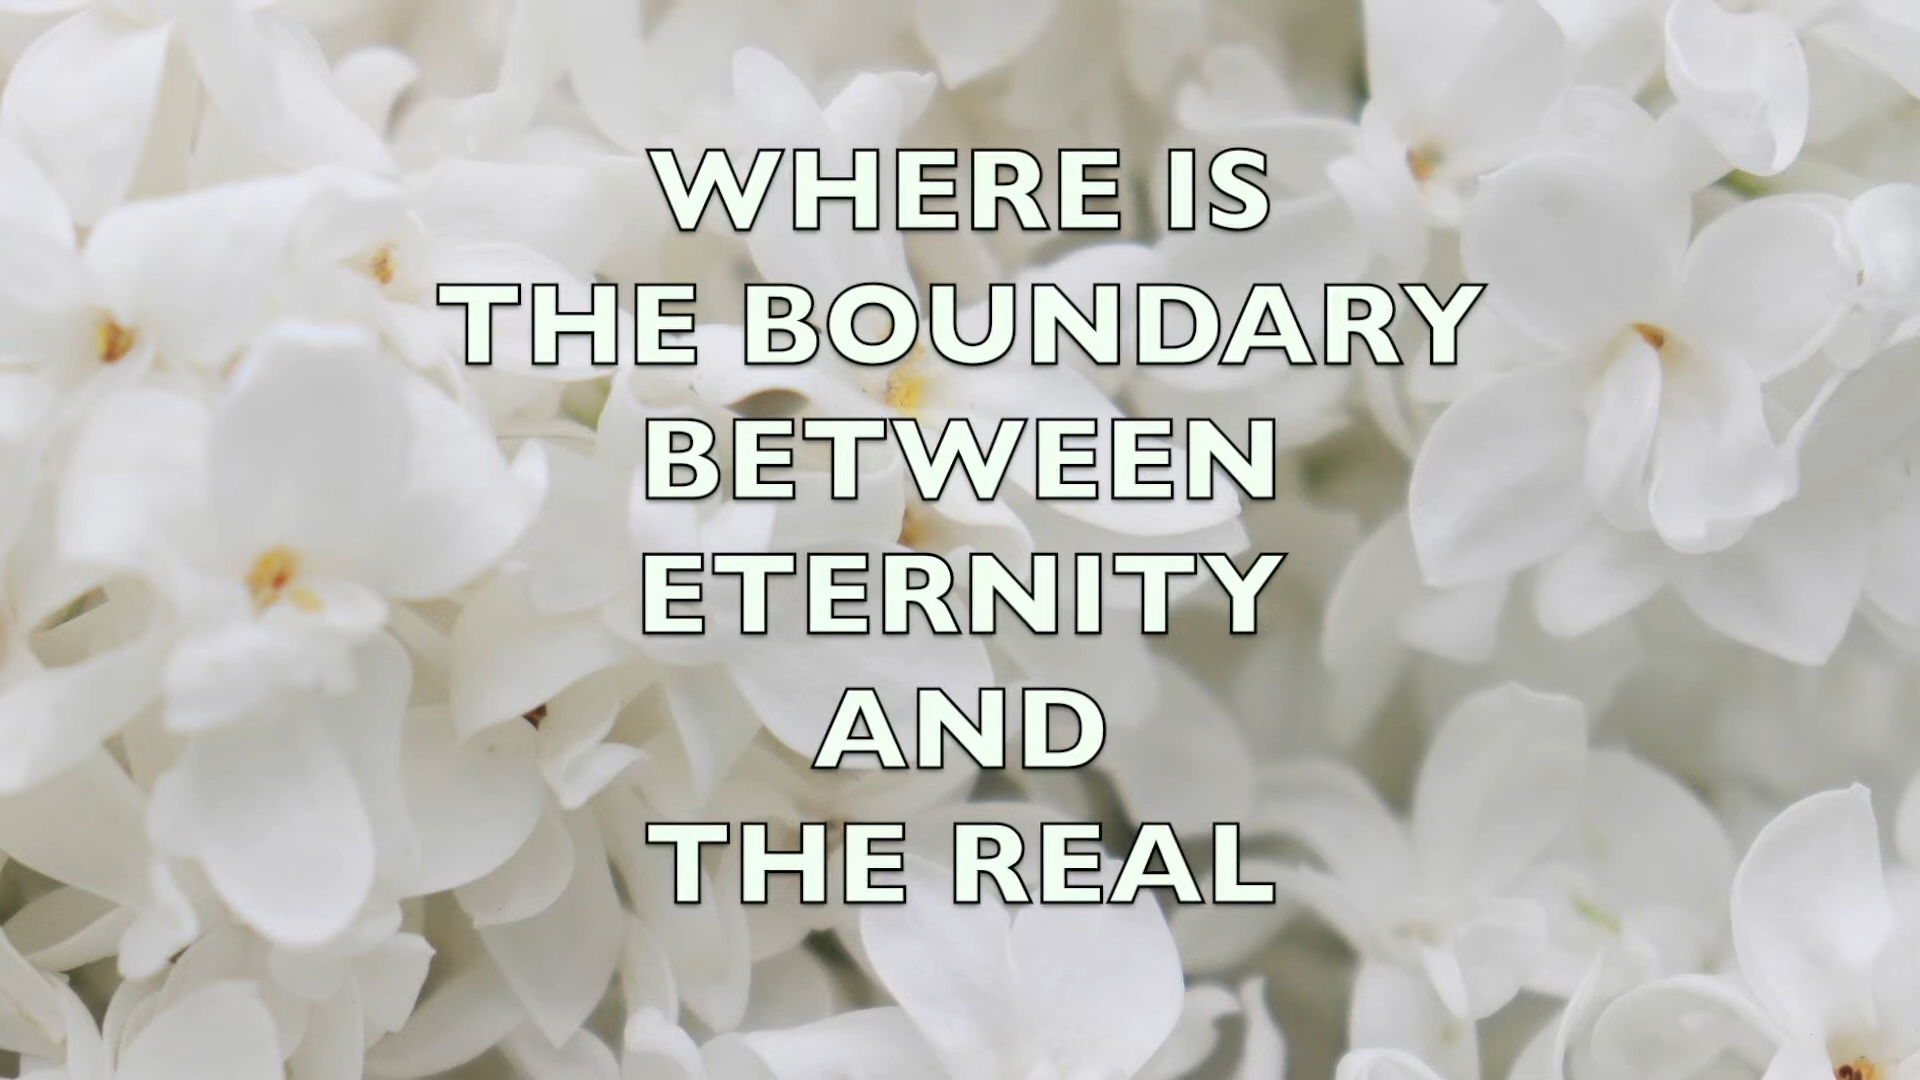 WHERE IS
THE BOUNDARY
BETWEEN
ETERNITY
AND
THE REAL